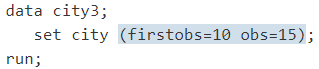 data city3;
set city (firstobs=10 obs=15);
run;